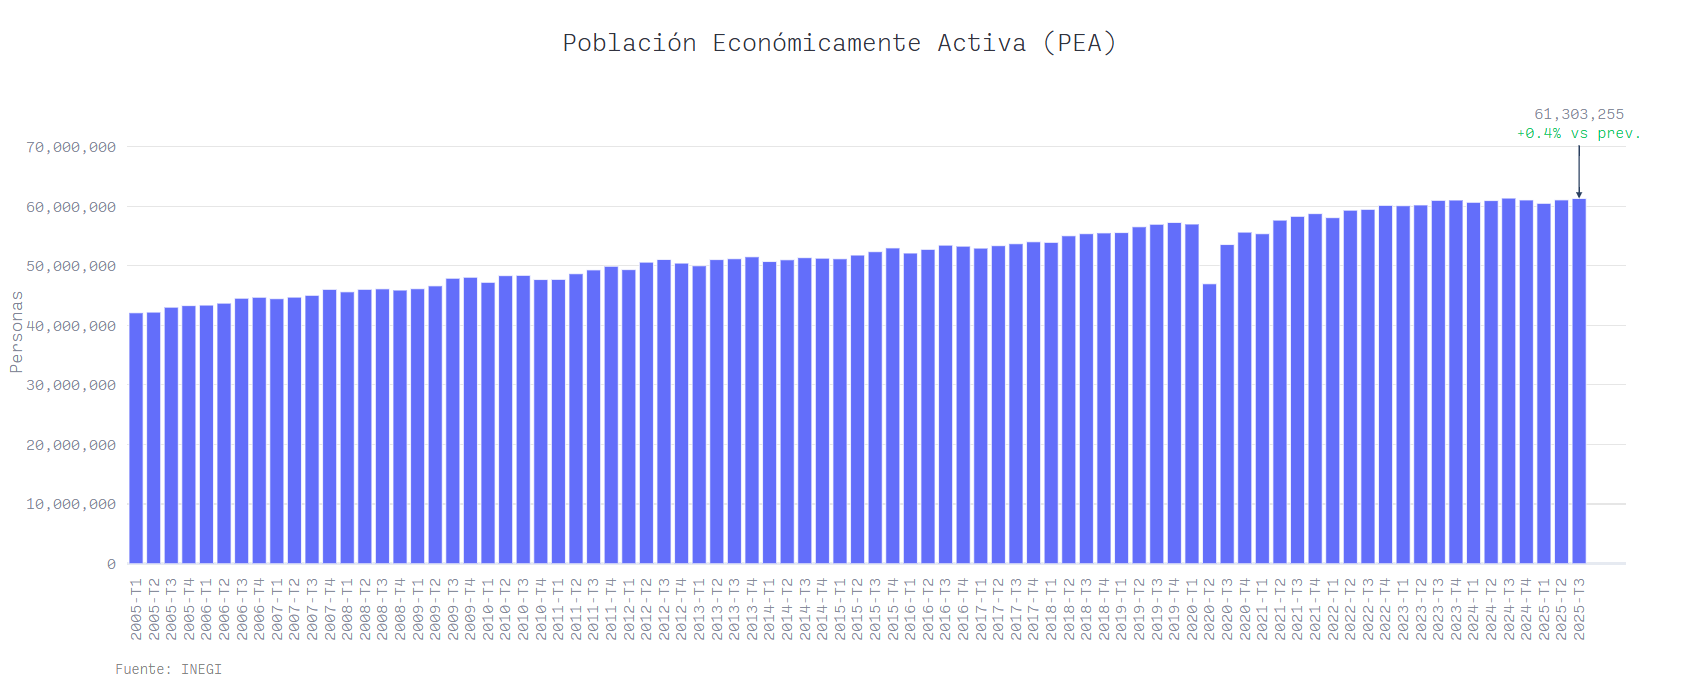 Población Económicamente Activa (PEA)
61,303,255
+0.4% vs prev.
70,000,000
60,000,000
50,000,000
40,000,000
30,000,000
20,000,000
10,000,000
0
Personas
2005-T1
2005-T2
2005-T3
2005-T4
2006-T1
2006-T2
2006-T3
2006-T4
2007-T1
2007-T2
2007-T3
2007-T4
2008-T1
2008-T2
2008-T3
2008-T4
2009-T1
2009-T2
2009-T3
2009-T4
2010-T1
2010-T2
2010-T3
2010-T4
2011-T1
2011-T2
2011-T3
2011-T4
2012-T1
2012-T2
2012-T3
2012-T4
2013-T1
2013-T2
2013-T3
2013-T4
2014-T1
2014-T2
2014-T3
2014-T4
2015-T1
2015-T2
2015-T3
2015-T4
2016-T1
2016-T2
2016-T3
2016-T4
2017-T1
2017-T2
2017-T3
2017-T4
2018-T1
2018-T2
2018-T3
2018-T4
2019-T1
2019-T2
2019-T3
2019-T4
2020-T1
2020-T2
2020-T3
2020-T4
2021-T1
2021-T2
2021-T3
2021-T4
2022-T1
2022-T2
2022-T3
2022-T4
2023-T1
2023-T2
2023-T3
2023-T4
2024-T1
2024-T2
2024-T3
2024-T4
2025-T1
2025-T2
2025-T3
Fuente: INEGI